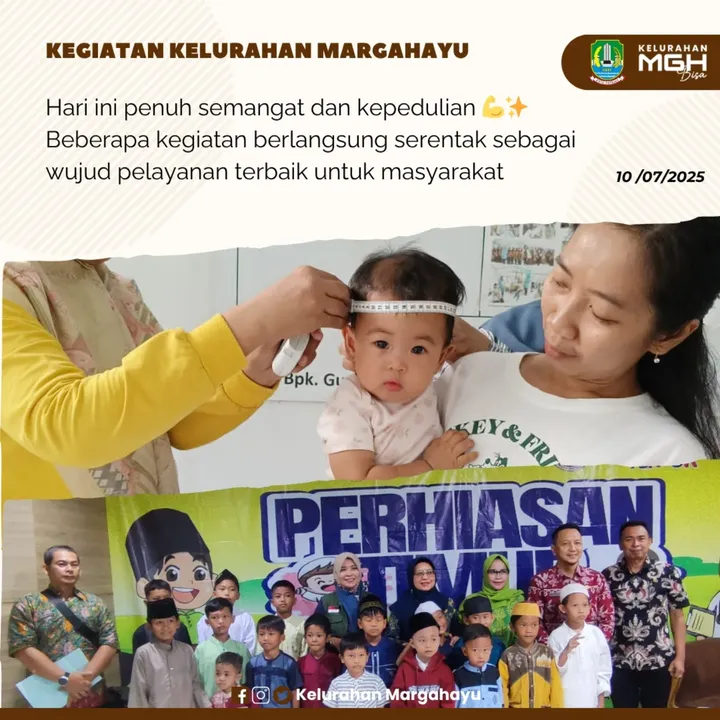 KEGIATAN KELURAHAN MARGAHAYU
KELURAHAN
MGH
Bisa
Hari ini penuh semangat dan kepedulian 💪✨
Beberapa kegiatan berlangsung serentak sebagai
wujud pelayanan terbaik untuk masyarakat
10 /07/2025
Bpk. Gu
KEY & FRI
PERHIASAN
Kelurahan Margahayu